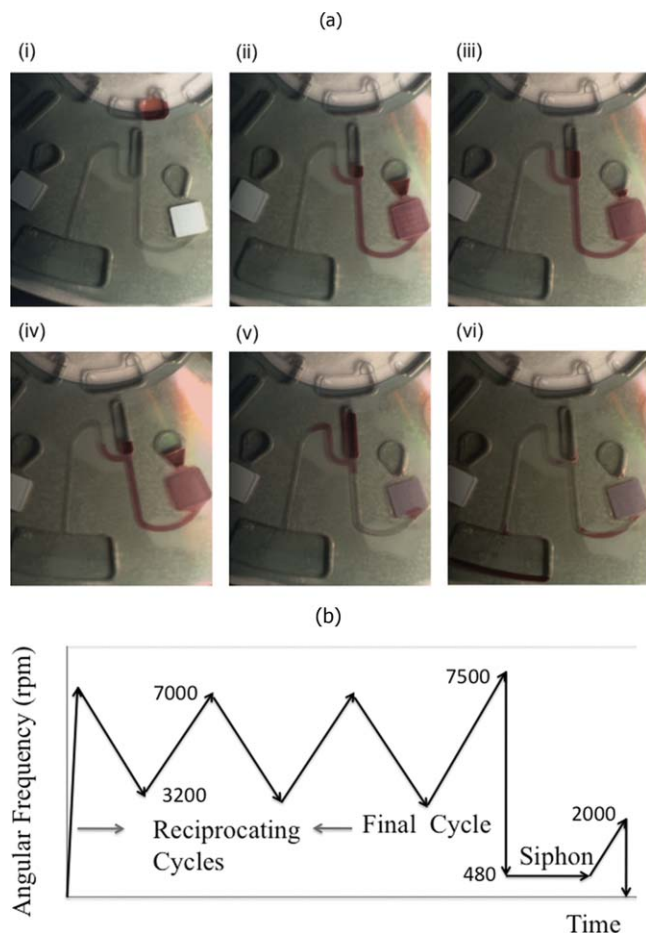 (a)
(i) (ii) (iii)
(iv) (v) (vi)
(b)
Angular Frequency (rpm)
7000
7500
3200
Reciprocating
Cycles
Final Cycle
2000
Siphon
480
Time